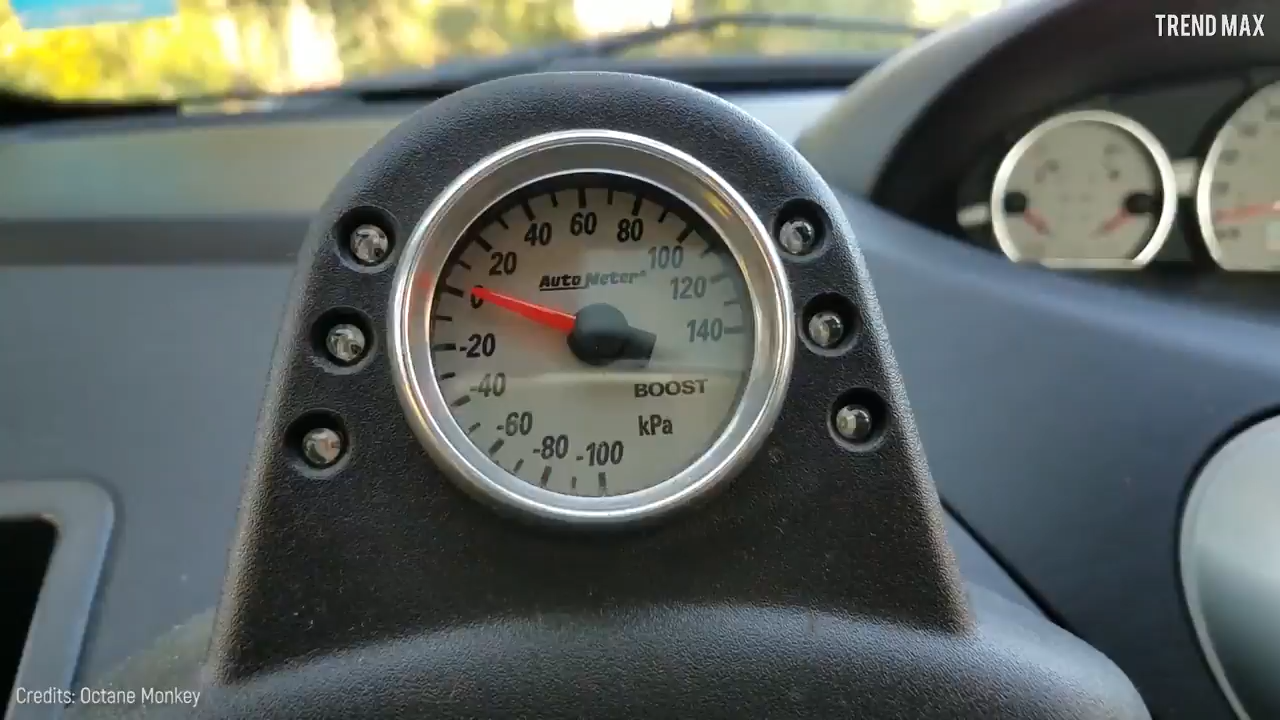 TREND MAX
60
40
80
20
100
Auto Meter®
0
120
-20
140
-40
BOOST
-60
kPa
-80
-100
Credits: Octane Monkey